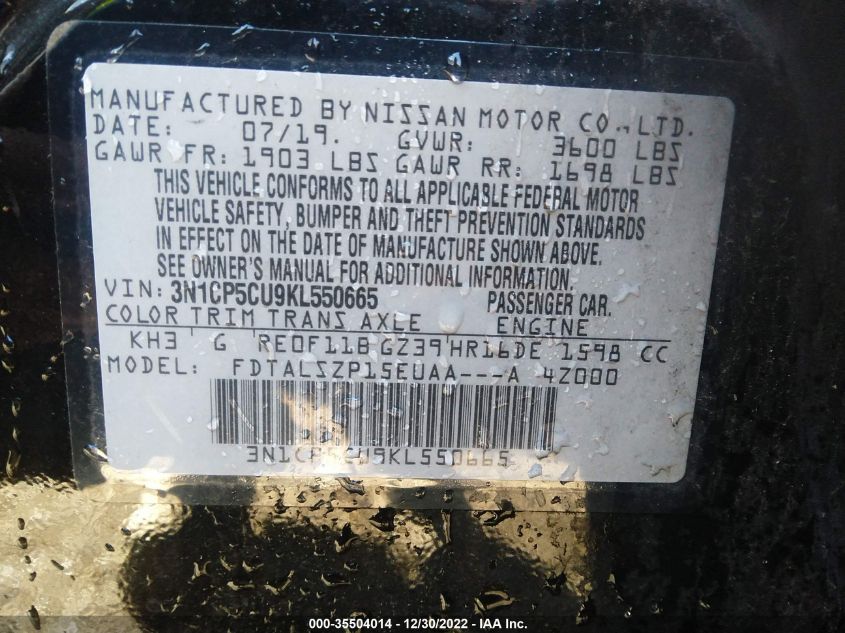 MANUFACTURED BY NISSAN MOTOR CO., LTD.
DATE: 07/19. GVWR: 3600 LBS
GAWR FR: 1903 LBS GAWR RR: 1698 LBS
THIS VEHICLE CONFORMS TO ALL APPLICABLE FEDERAL MOTOR
VEHICLE SAFETY, BUMPER AND THEFT PREVENTION STANDARDS
IN EFFECT ON THE DATE OF MANUFACTURE SHOWN ABOVE.
SEE OWNER'S MANUAL FOR ADDITIONAL INFORMATION.
VIN: 3N1CP5CU9KL550665 PASSENGER CAR.
COLOR TRIM TRANS AXLE ENGINE
KH3 G RE0F11B GZ39 HR16DE 1598 CC
MODEL: FDTALSZP15EUAA---A 4Z000
3N1CP5CU9KL550665
000-35504014 - 12/30/2022 - IAA Inc.